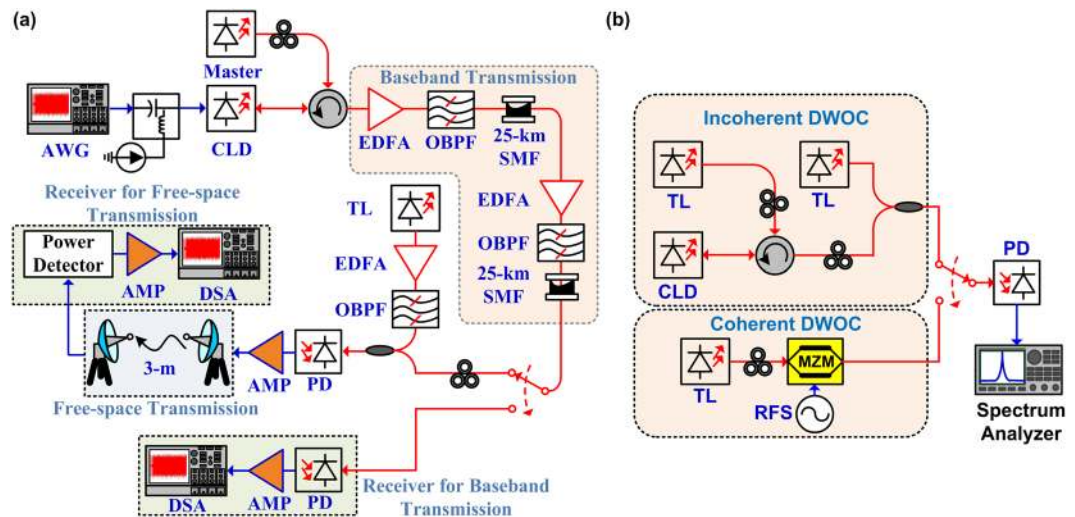 (a)
Master
AWG
CLD
Baseband Transmission
EDFA
OBPF
25-km
SMF
EDFA
OBPF
25-km
SMF
TL
EDFA
OBPF
Receiver for Free-space
Transmission
Power
Detector
AMP
DSA
3-m
AMP
PD
Free-space Transmission
DSA
AMP
PD
Receiver for Baseband
Transmission
(b)
Incoherent DWOC
TL
TL
CLD
PD
Coherent DWOC
TL
MZM
RFS
Spectrum
Analyzer